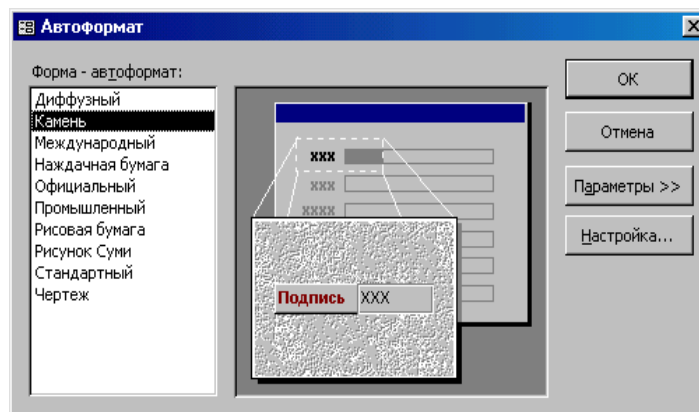 Автоформат
Форма - автоформат:
Диффузный
Камень
Международный
Наждачная бумага
Официальный
Промышленный
Рисовая бумага
Рисунок Суми
Стандартный
Чертеж
xxx
xxx
xxxx
Подпись XXX
ОК
Отмена
Параметры >>
Настройка...